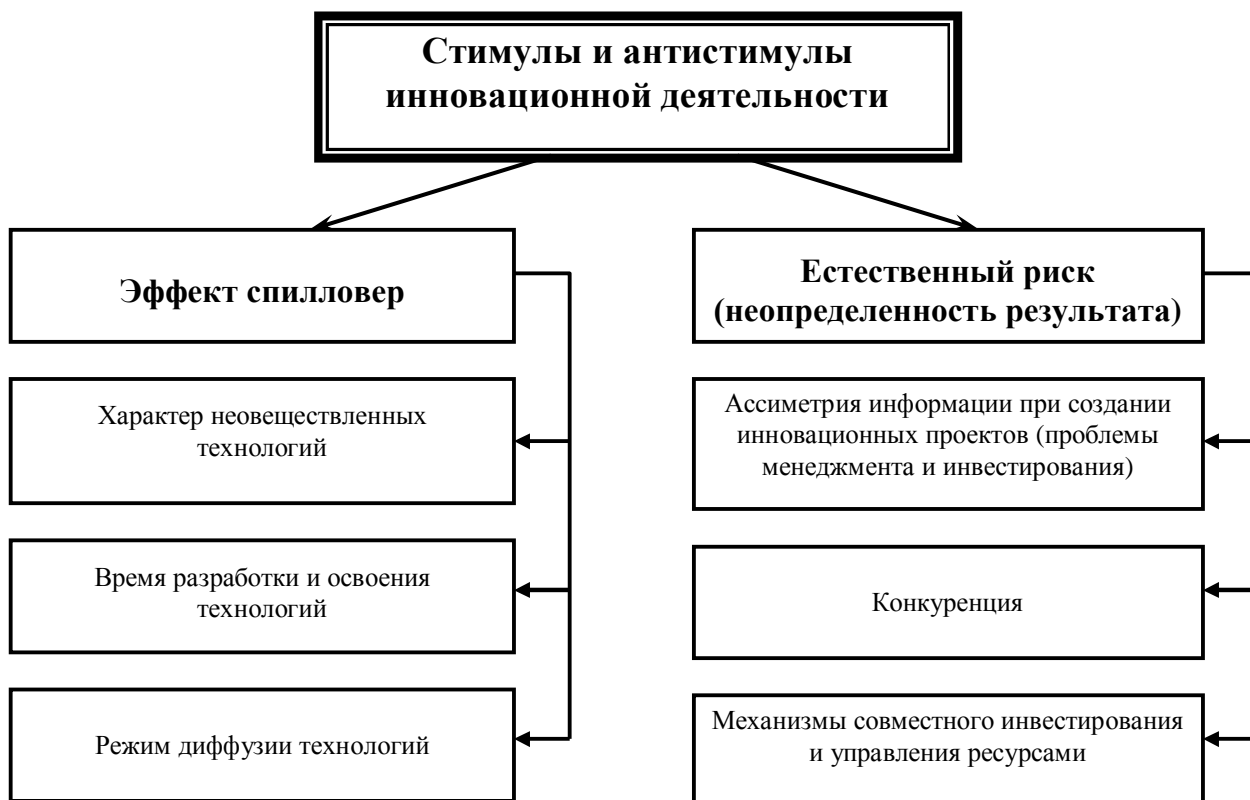 Стимулы и антистимулы
инновационной деятельности
Эффект спилловер
Характер неовеществленных
технологий
Время разработки и освоения
технологий
Режим диффузии технологий
Естественный риск
(неопределенность результата)
Ассиметрия информации при создании
инновационных проектов (проблемы
менеджмента и инвестирования)
Конкуренция
Механизмы совместного инвестирования
и управления ресурсами